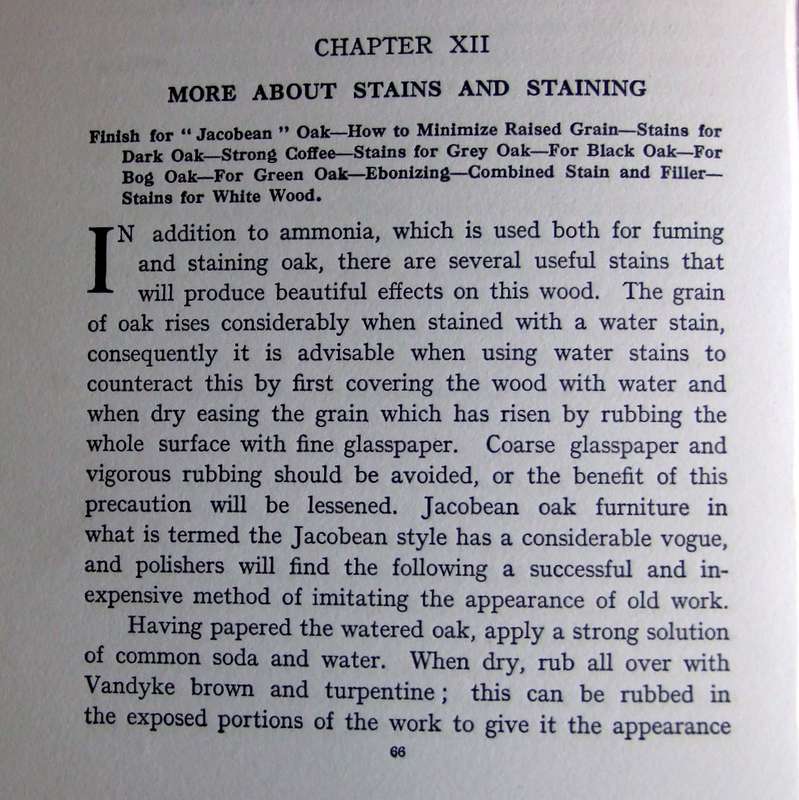 CHAPTER XII
MORE ABOUT STAINS AND STAINING
Finish for “ Jacobean ” Oak—How to Minimize Raised Grain—Stains for
Dark Oak—Strong Coffee—Stains for Grey Oak—For Black Oak—For
Bog Oak—For Green Oak—Ebonizing—Combined Stain and Filler—
Stains for White Wood.
IN addition to ammonia, which is used both for fuming
and staining oak, there are several useful stains that
will produce beautiful effects on this wood. The grain
of oak rises considerably when stained with a water stain,
consequently it is advisable when using water stains to
counteract this by first covering the wood with water and
when dry easing the grain which has risen by rubbing the
whole surface with fine glasspaper. Coarse glasspaper and
vigorous rubbing should be avoided, or the benefit of this
precaution will be lessened. Jacobean oak furniture in
what is termed the Jacobean style has a considerable vogue,
and polishers will find the following a successful and in-
expensive method of imitating the appearance of old work.
Having papered the watered oak, apply a strong solution
of common soda and water. When dry, rub all over with
Vandyke brown and turpentine ; this can be rubbed in
the exposed portions of the work to give it the appearance
66